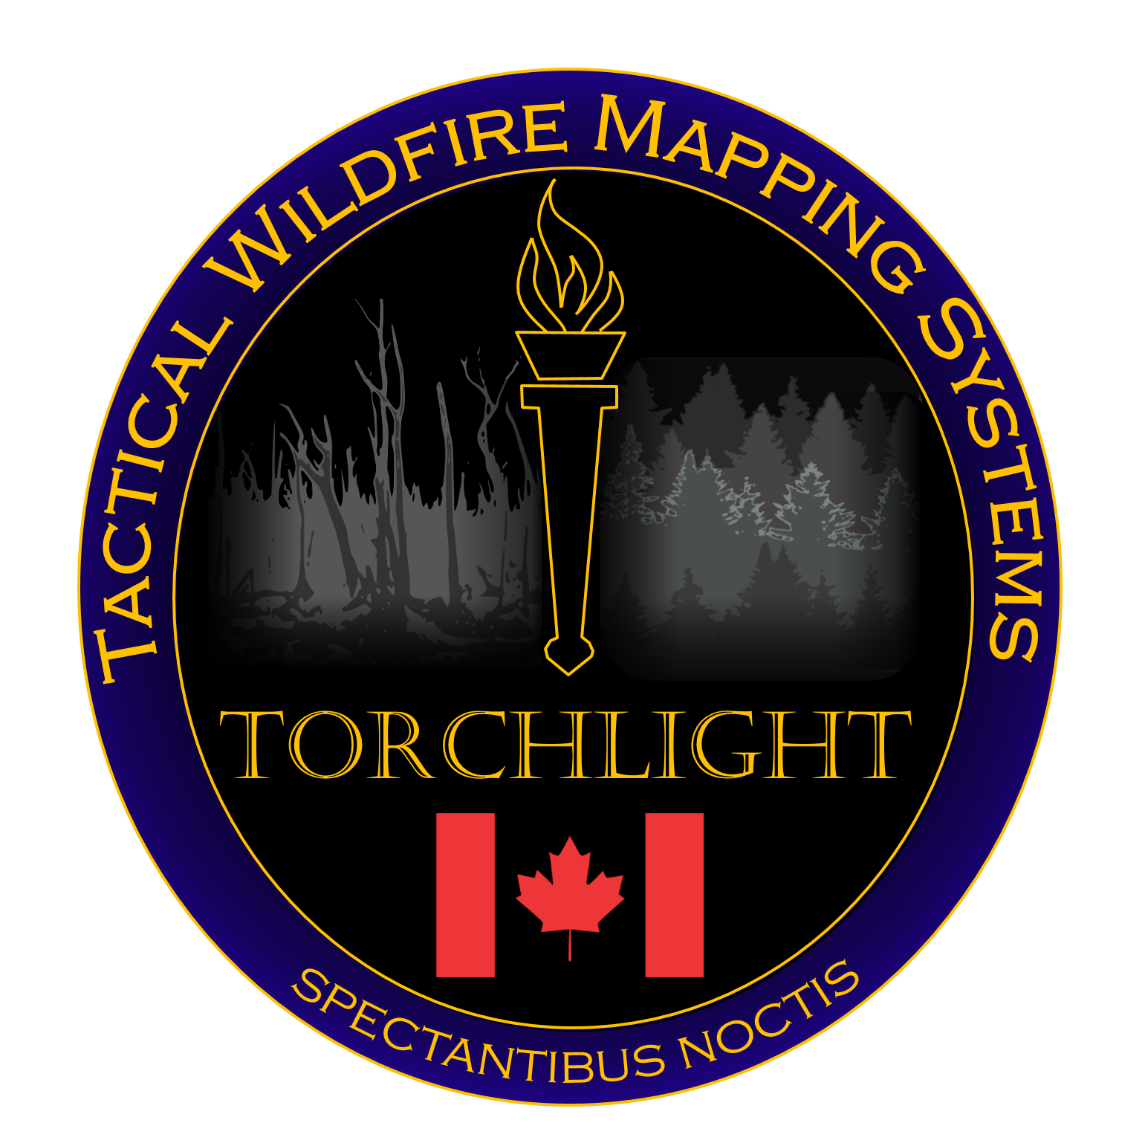 Tactical Wildfire Mapping Systems
TORCHLIGHT
SPECTANTIBUS NOCTIS